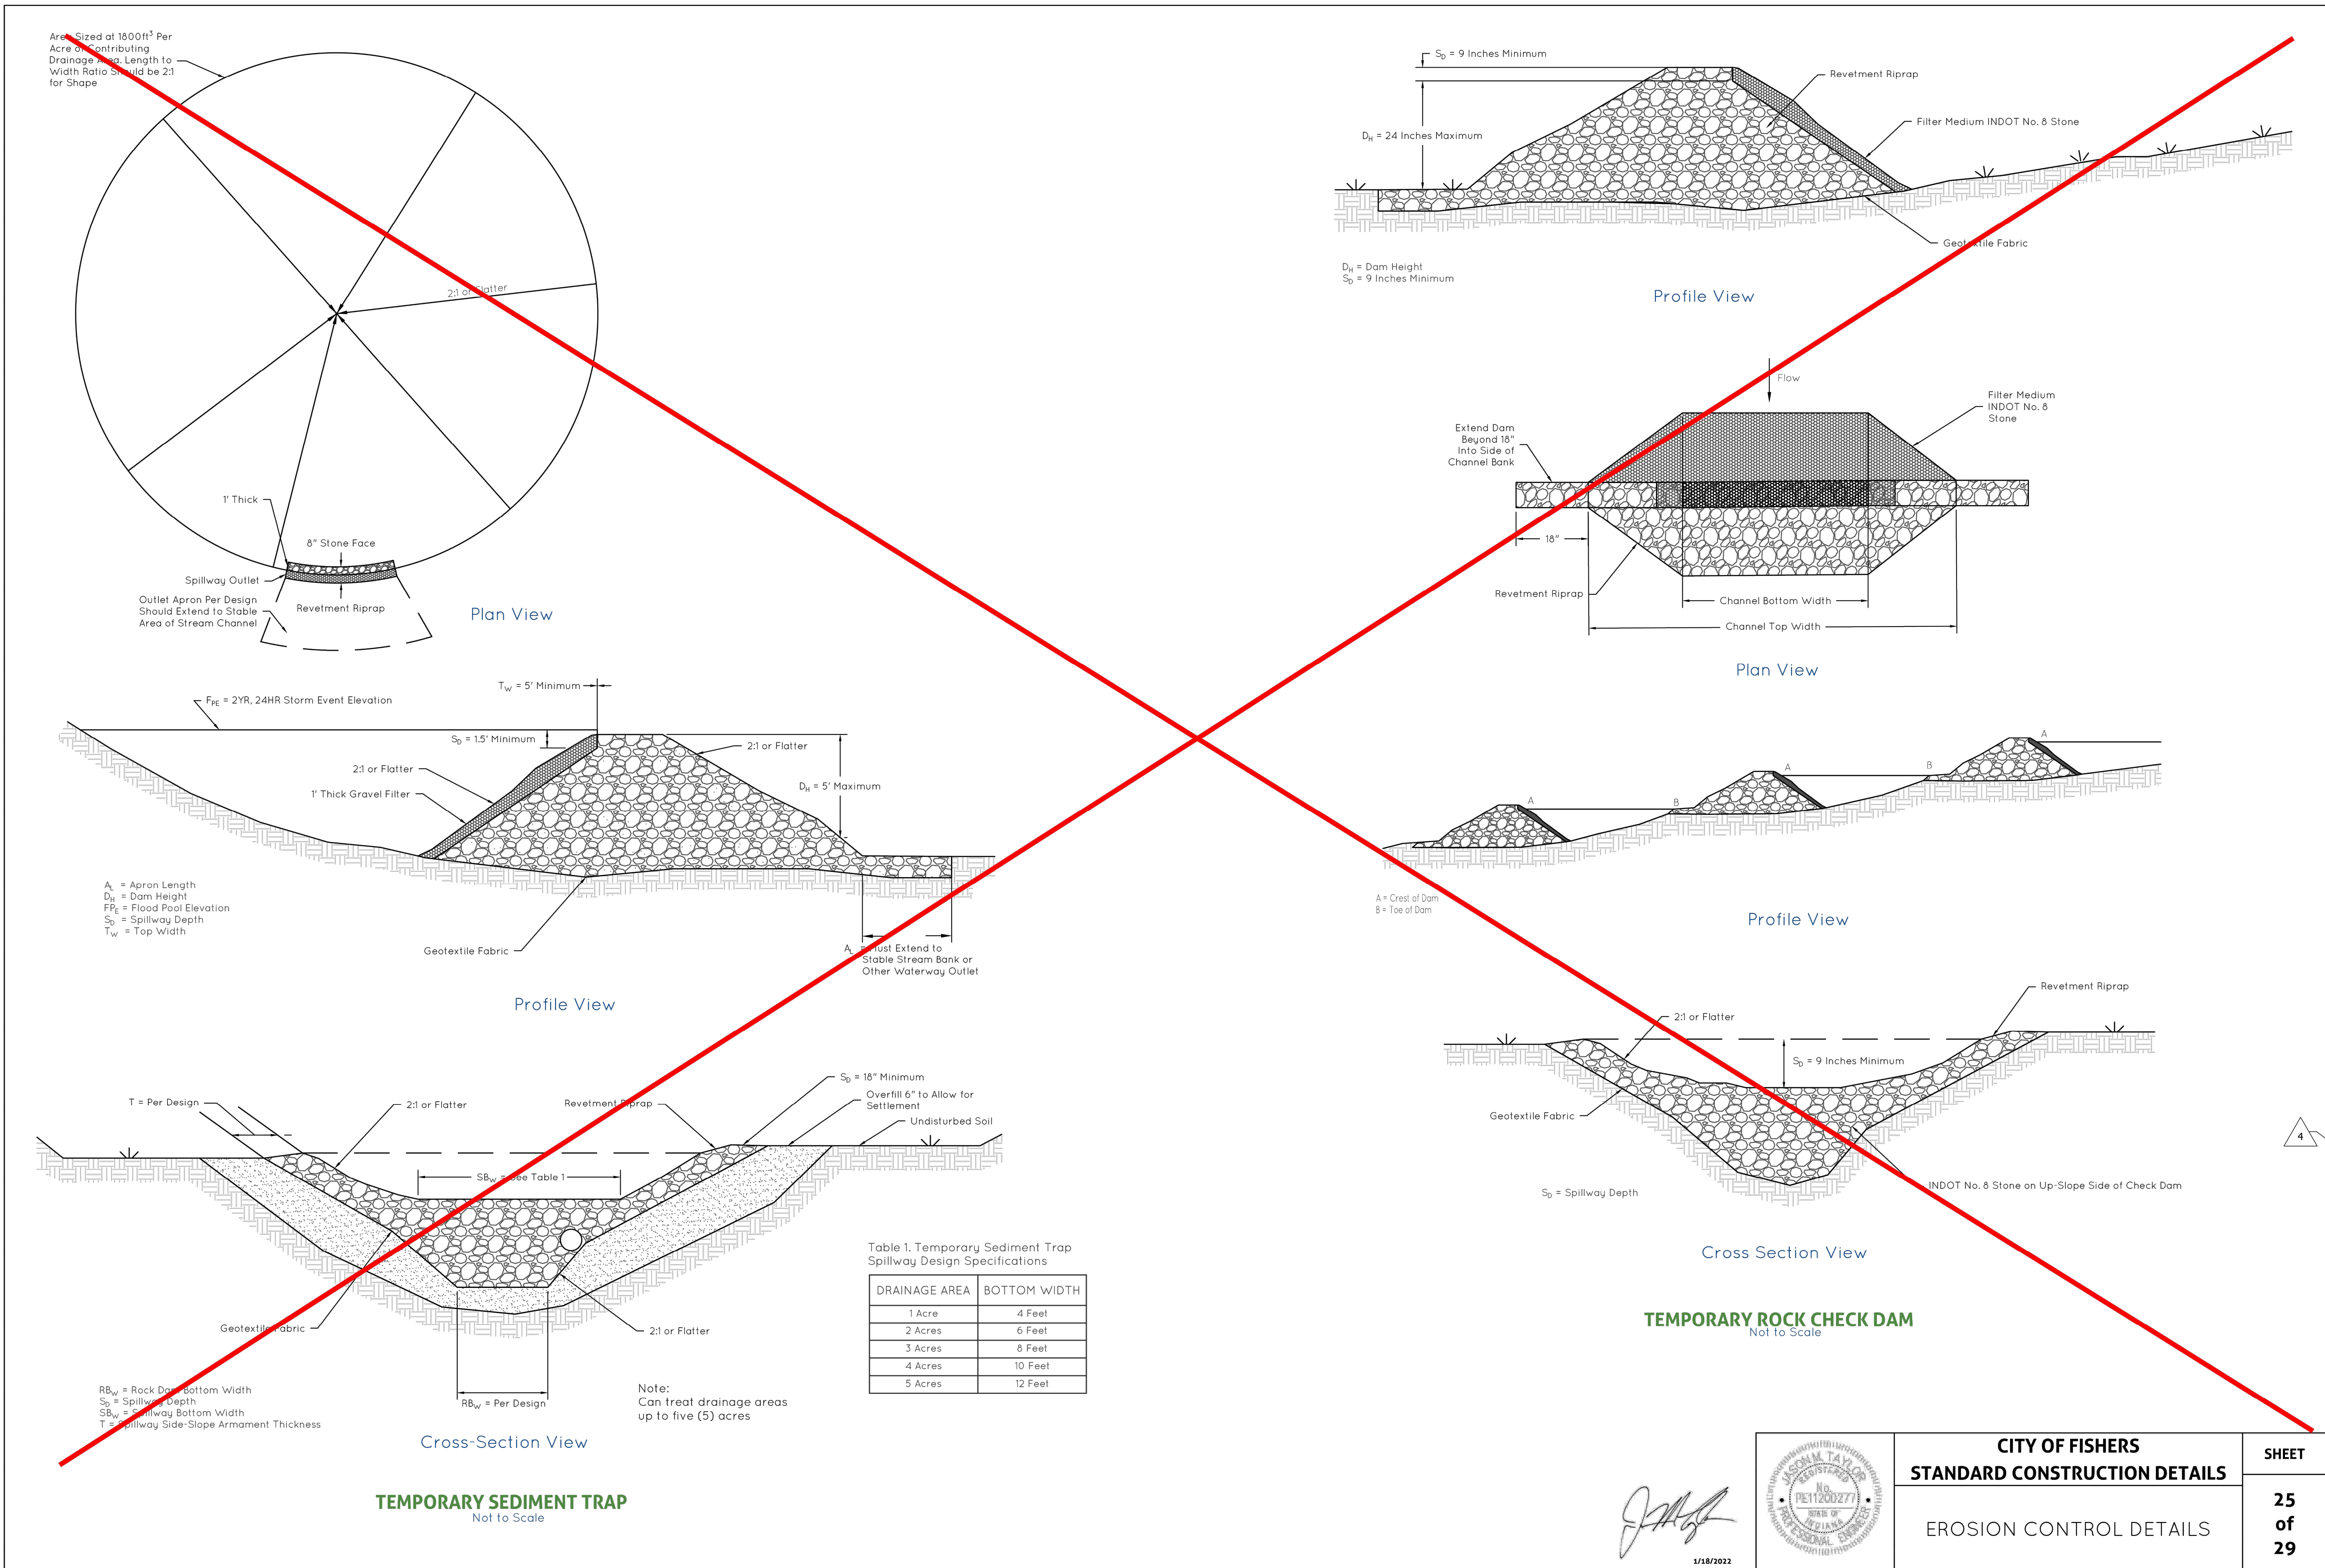 Area Sized at 1800ft³ Per
Acre of Contributing
Drainage Area. Length to
Width Ratio Should be 2:1
for Shape
2:1 or Flatter
1' Thick
8" Stone Face
Spillway Outlet
Outlet Apron Per Design
Should Extend to Stable
Area of Stream Channel
Revetment Riprap
Plan View
T_W = 5' Minimum
F_PE = 2YR, 24HR Storm Event Elevation
S_D = 1.5' Minimum
2:1 or Flatter
2:1 or Flatter
1' Thick Gravel Filter
D_H = 5' Maximum
A_L = Apron Length
D_H = Dam Height
FP_E = Flood Pool Elevation
S_D = Spillway Depth
T_W = Top Width
Geotextile Fabric
A_L = Must Extend to
Stable Stream Bank or
Other Waterway Outlet
Profile View
T = Per Design
2:1 or Flatter
Revetment Riprap
S_D = 18" Minimum
Overfill 6" to Allow for
Settlement
Undisturbed Soil
SB_W = See Table 1
Geotextile Fabric
2:1 or Flatter
RB_W = Rock Dam Bottom Width
S_D = Spillway Depth
SB_W = Spillway Bottom Width
T = Spillway Side-Slope Armament Thickness
RB_W = Per Design
Note:
Can treat drainage areas
up to five (5) acres
Cross-Section View
Table 1. Temporary Sediment Trap
Spillway Design Specifications
DRAINAGE AREA BOTTOM WIDTH
1 Acre 4 Feet
2 Acres 6 Feet
3 Acres 8 Feet
4 Acres 10 Feet
5 Acres 12 Feet
TEMPORARY SEDIMENT TRAP
Not to Scale
S_D = 9 Inches Minimum
Revetment Riprap
D_H = 24 Inches Maximum
Filter Medium INDOT No. 8 Stone
Geotextile Fabric
D_H = Dam Height
S_D = 9 Inches Minimum
Profile View
Flow
Filter Medium
INDOT No. 8
Stone
Extend Dam
Beyond 18"
Into Side of
Channel Bank
18"
Revetment Riprap
Channel Bottom Width
Channel Top Width
Plan View
A
A
B
A
B
A = Crest of Dam
B = Toe of Dam
Profile View
Revetment Riprap
2:1 or Flatter
S_D = 9 Inches Minimum
Geotextile Fabric
4
S_D = Spillway Depth
INDOT No. 8 Stone on Up-Slope Side of Check Dam
Cross Section View
TEMPORARY ROCK CHECK DAM
Not to Scale
1/18/2022
JASON M. TAYLOR
REGISTERED
No.
PE11200277
STATE OF
INDIANA
PROFESSIONAL ENGINEER
CITY OF FISHERS
STANDARD CONSTRUCTION DETAILS
EROSION CONTROL DETAILS
SHEET
25
of
29